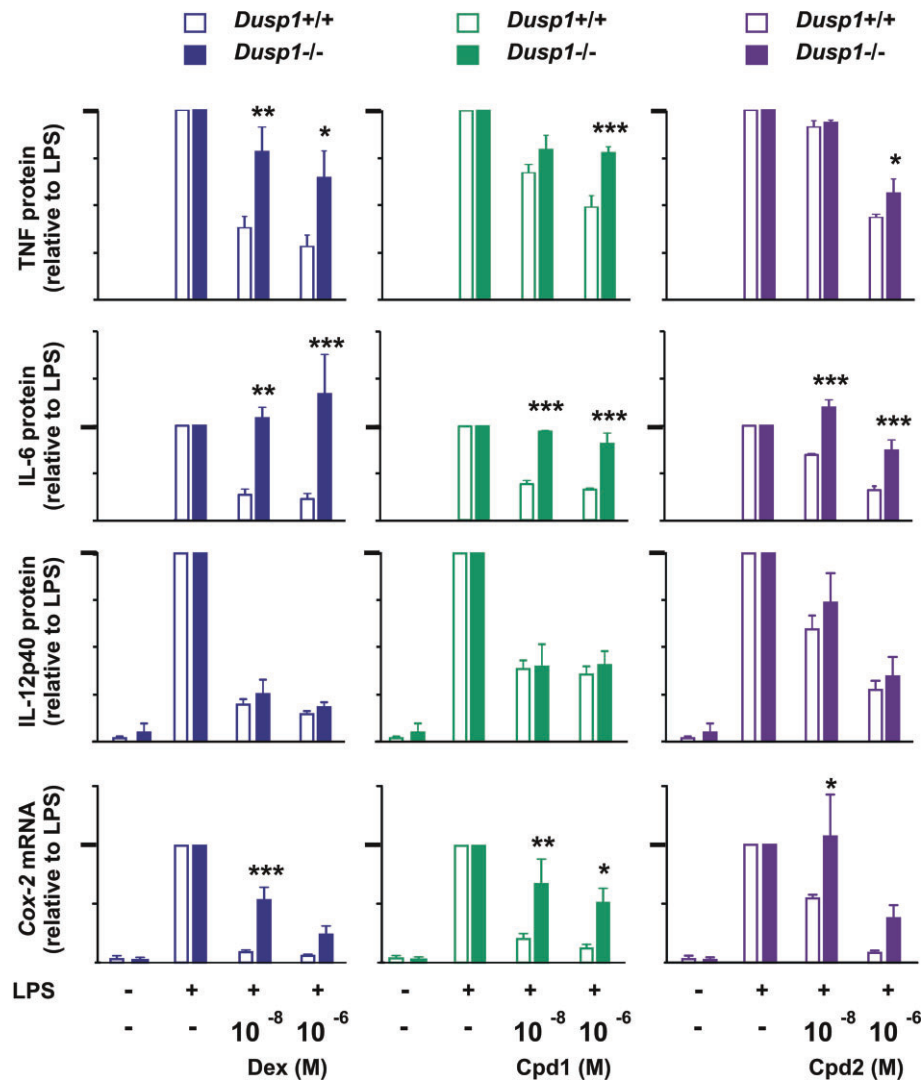 Dusp1+/+ Dusp1+/+ Dusp1+/+
Dusp1-/- Dusp1-/- Dusp1-/-
TNF protein
(relative to LPS)
** * *** *
IL-6 protein
(relative to LPS)
** *** *** *** *** ***
IL-12p40 protein
(relative to LPS)
Cox-2 mRNA
(relative to LPS)
*** ** * *
LPS - + + + - + + + - + + +
- - 10 -8 10 -6 - - 10 -8 10 -6 - - 10 -8 10 -6
Dex (M) Cpd1 (M) Cpd2 (M)